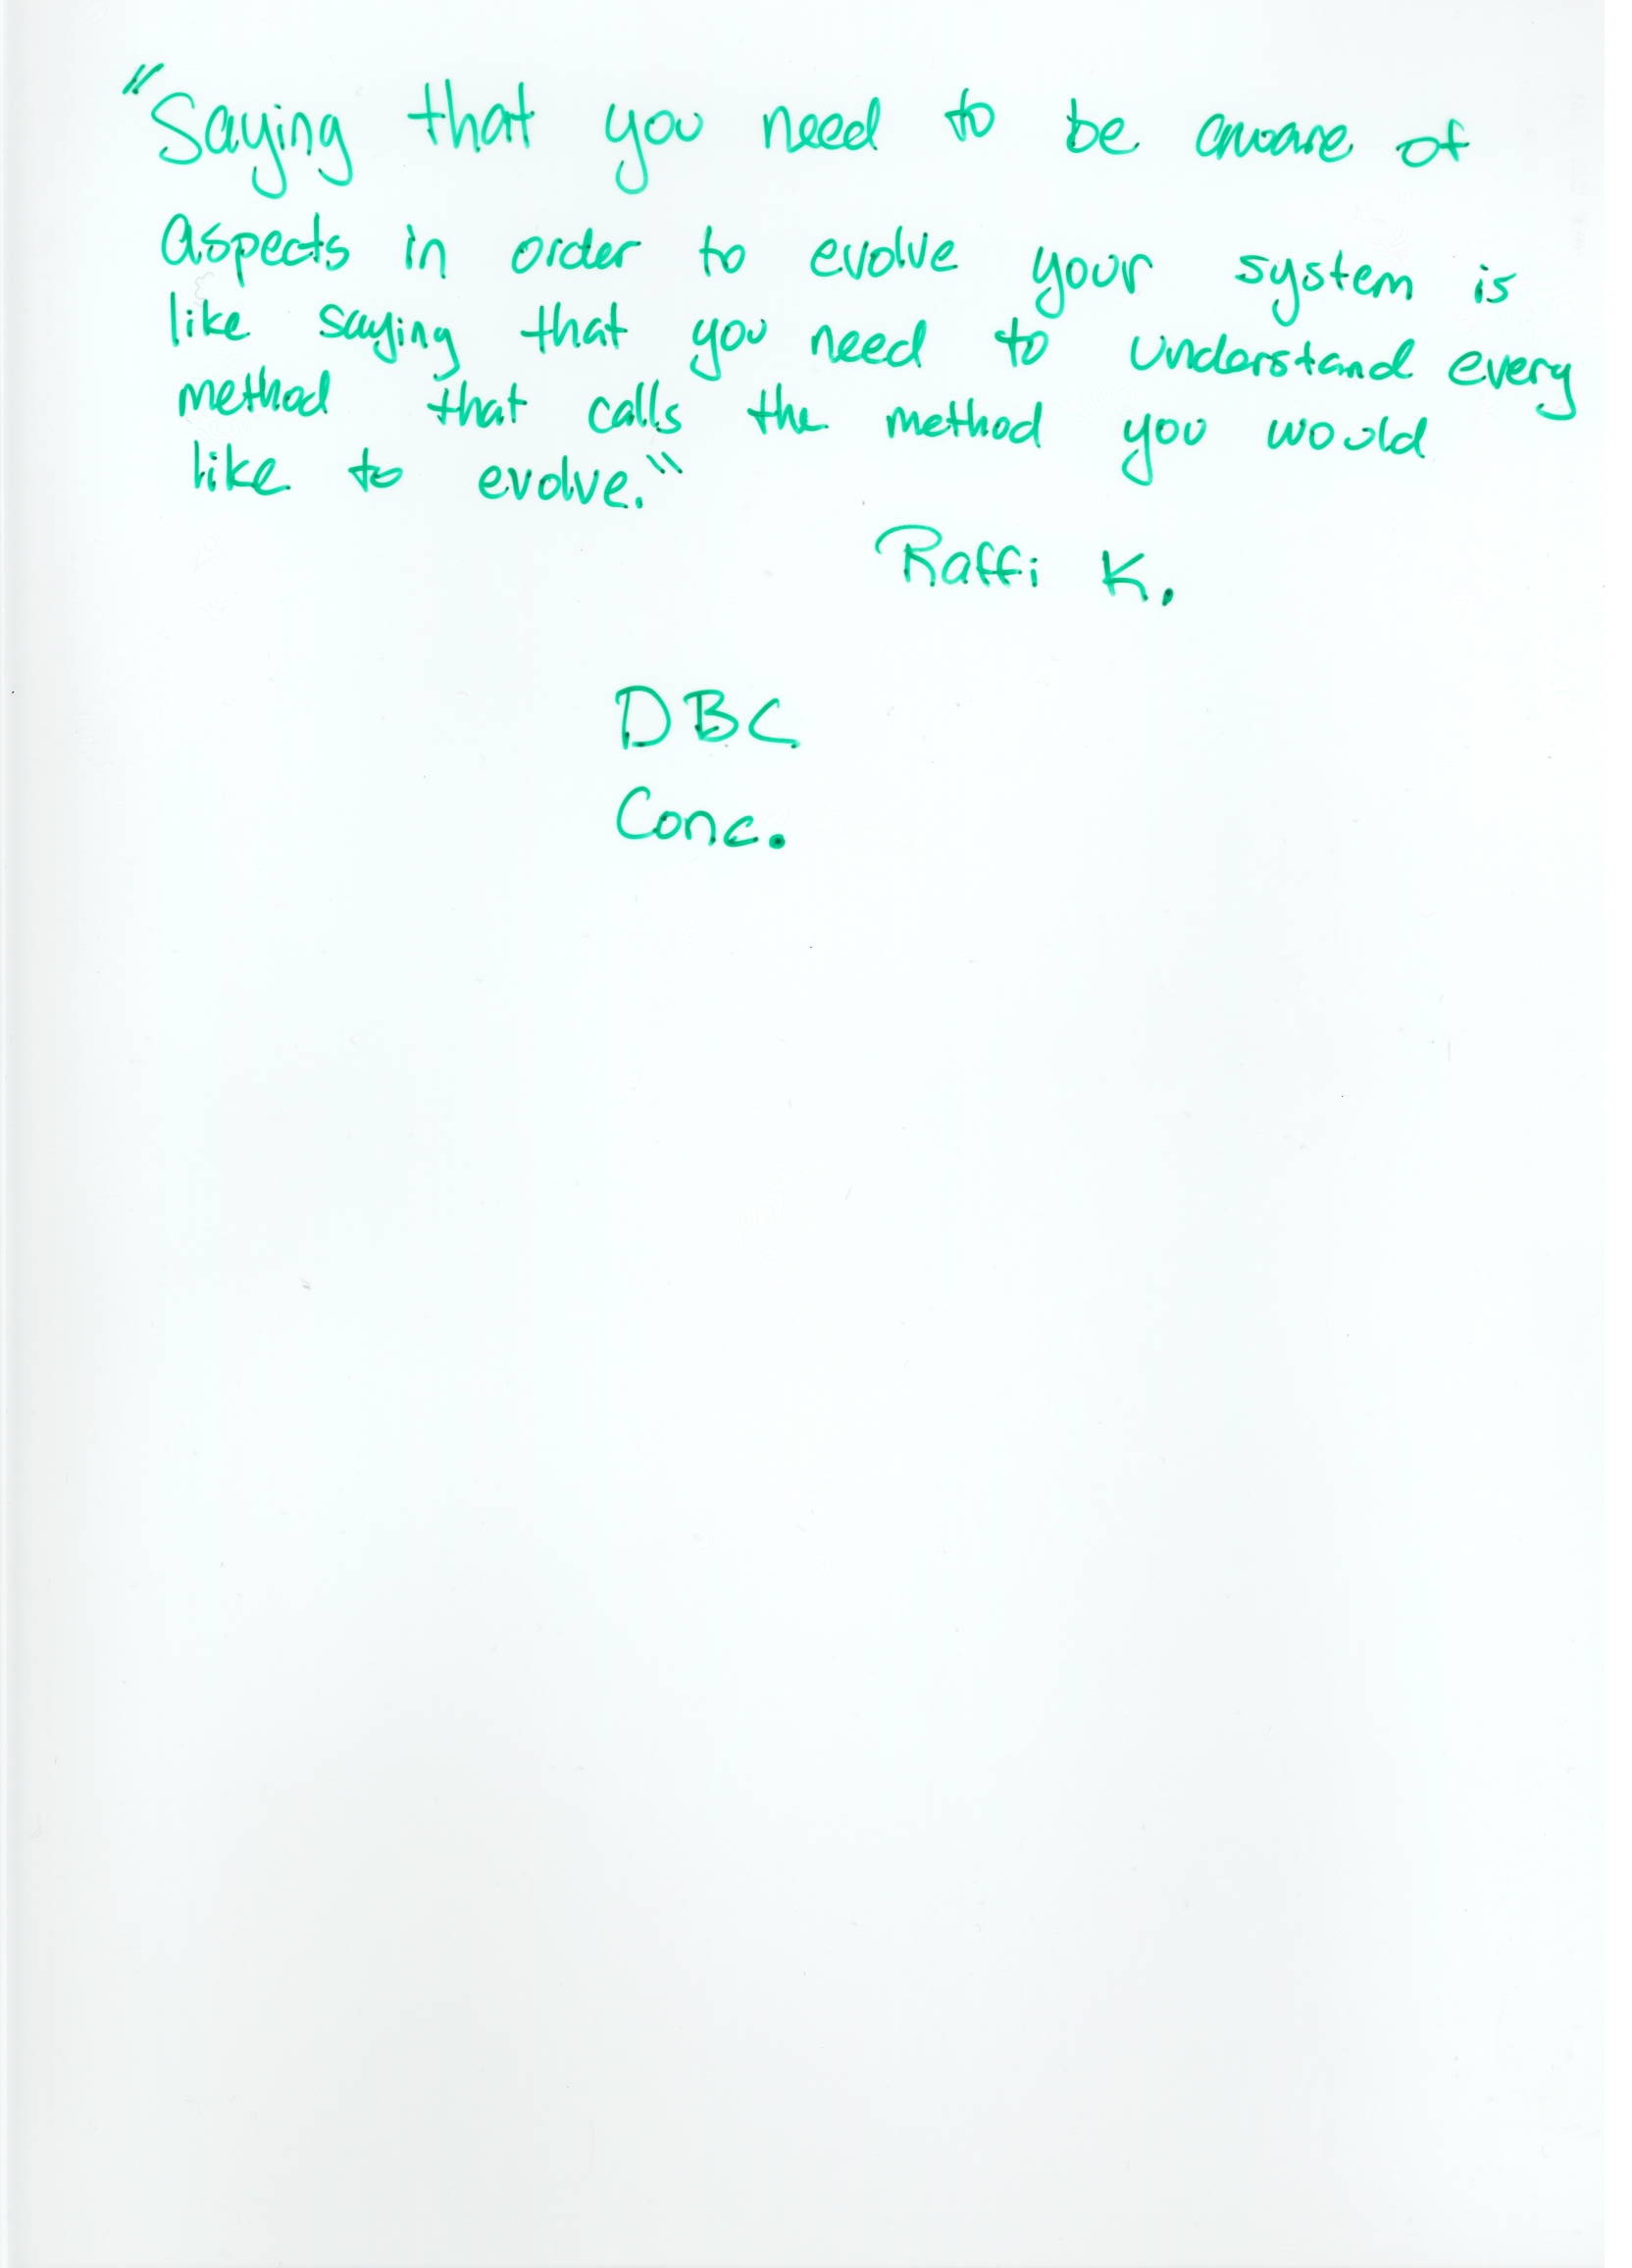 "Saying that you need to be aware of
aspects in order to evolve your system is
like saying that you need to understand every
method that calls the method you would
like to evolve."
Raffi K.
DBC
Conc.